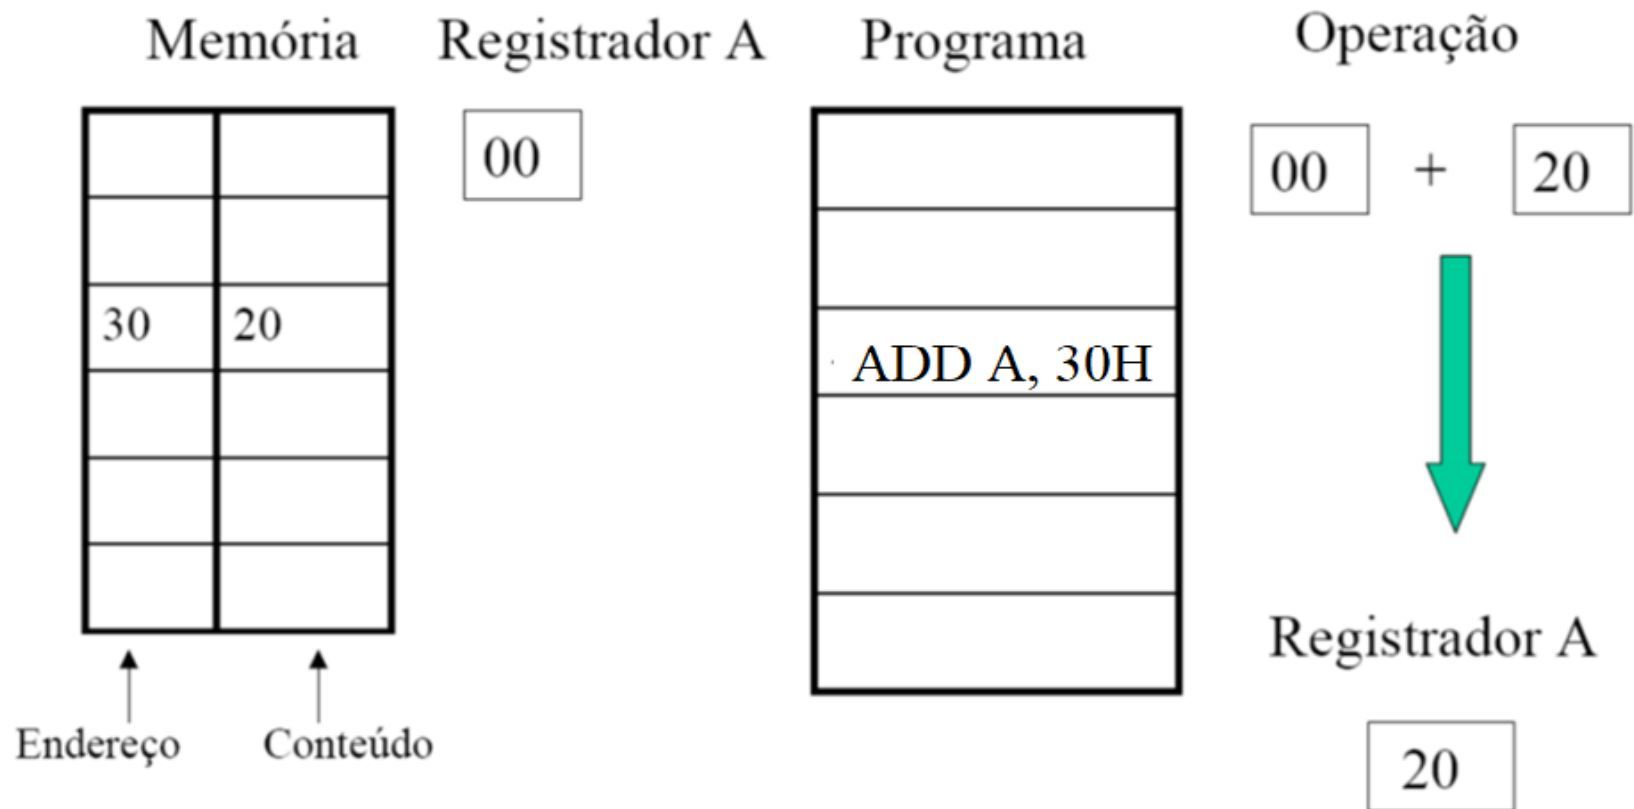 Memória
Registrador A
Programa
Operação
00
00 + 20
30 20
ADD A, 30H
Registrador A
20
Endereço
Conteúdo